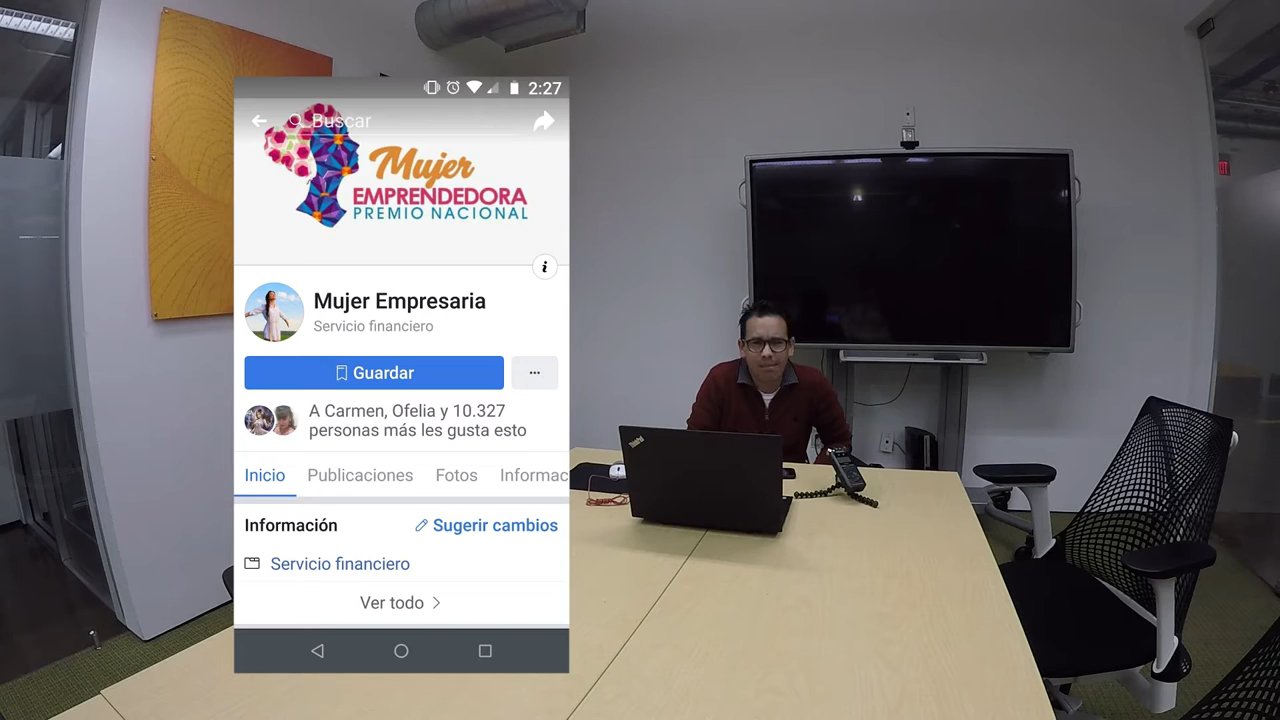 2:27
Buscar
Mujer
EMPRENDEDORA
PREMIO NACIONAL
Mujer Empresaria
Servicio financiero
Guardar
A Carmen, Ofelia y 10.327
personas más les gusta esto
Inicio Publicaciones Fotos Informac
Información Sugerir cambios
Servicio financiero
Ver todo
ThinkPad